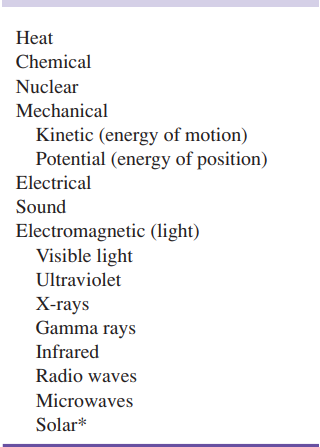 Heat
Chemical
Nuclear
Mechanical
Kinetic (energy of motion)
Potential (energy of position)
Electrical
Sound
Electromagnetic (light)
Visible light
Ultraviolet
X-rays
Gamma rays
Infrared
Radio waves
Microwaves
Solar*